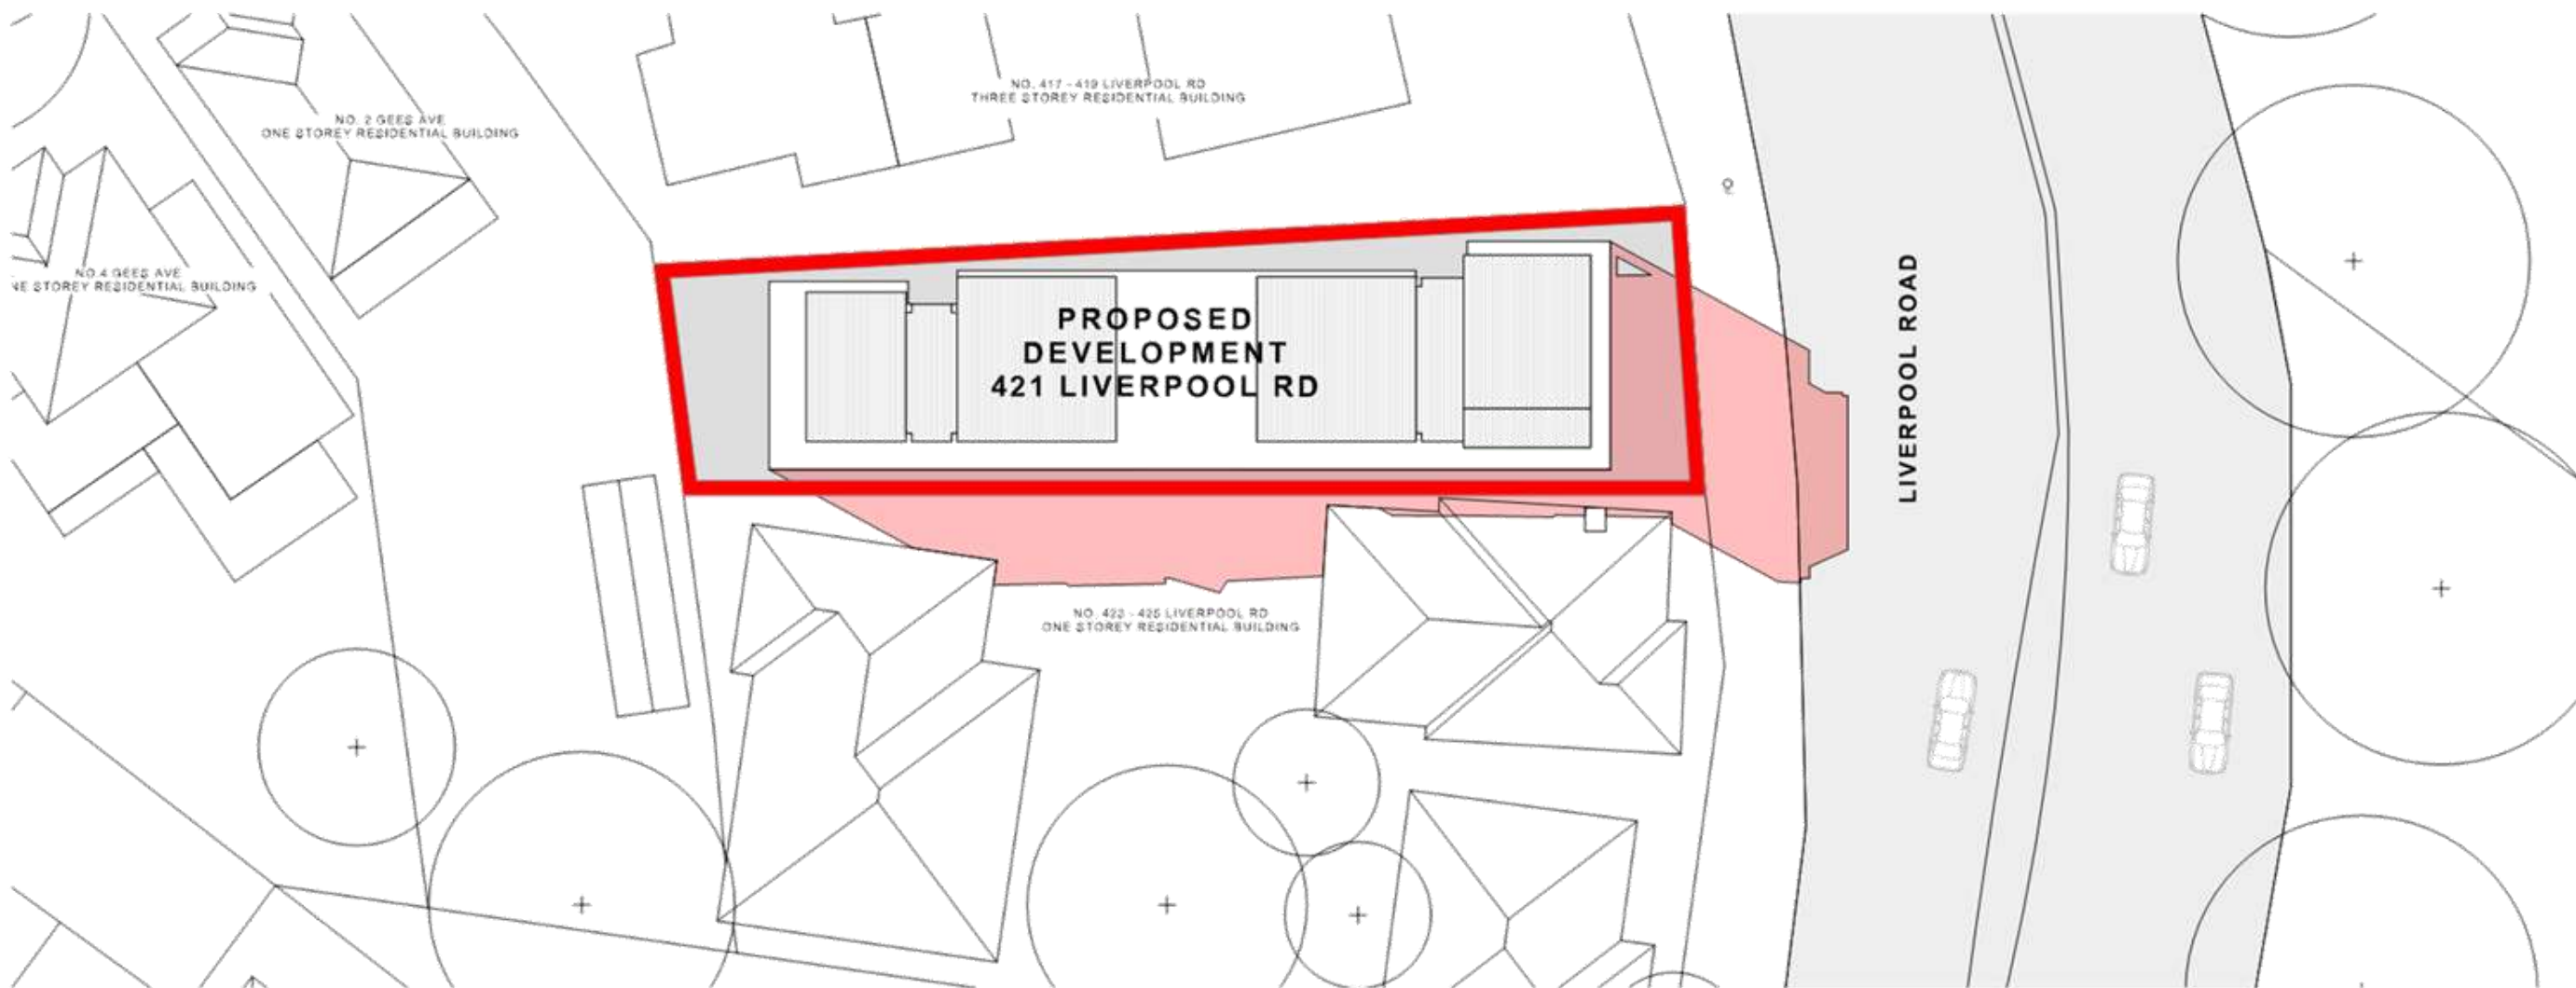 NO. 417 - 419 LIVERPOOL RD
THREE STOREY RESIDENTIAL BUILDING
NO. 2 GEES AVE
ONE STOREY RESIDENTIAL BUILDING
NO.4 GEES AVE
NE STOREY RESIDENTIAL BUILDING
PROPOSED
DEVELOPMENT
421 LIVERPOOL RD
LIVERPOOL ROAD
NO. 423 - 425 LIVERPOOL RD
ONE STOREY RESIDENTIAL BUILDING